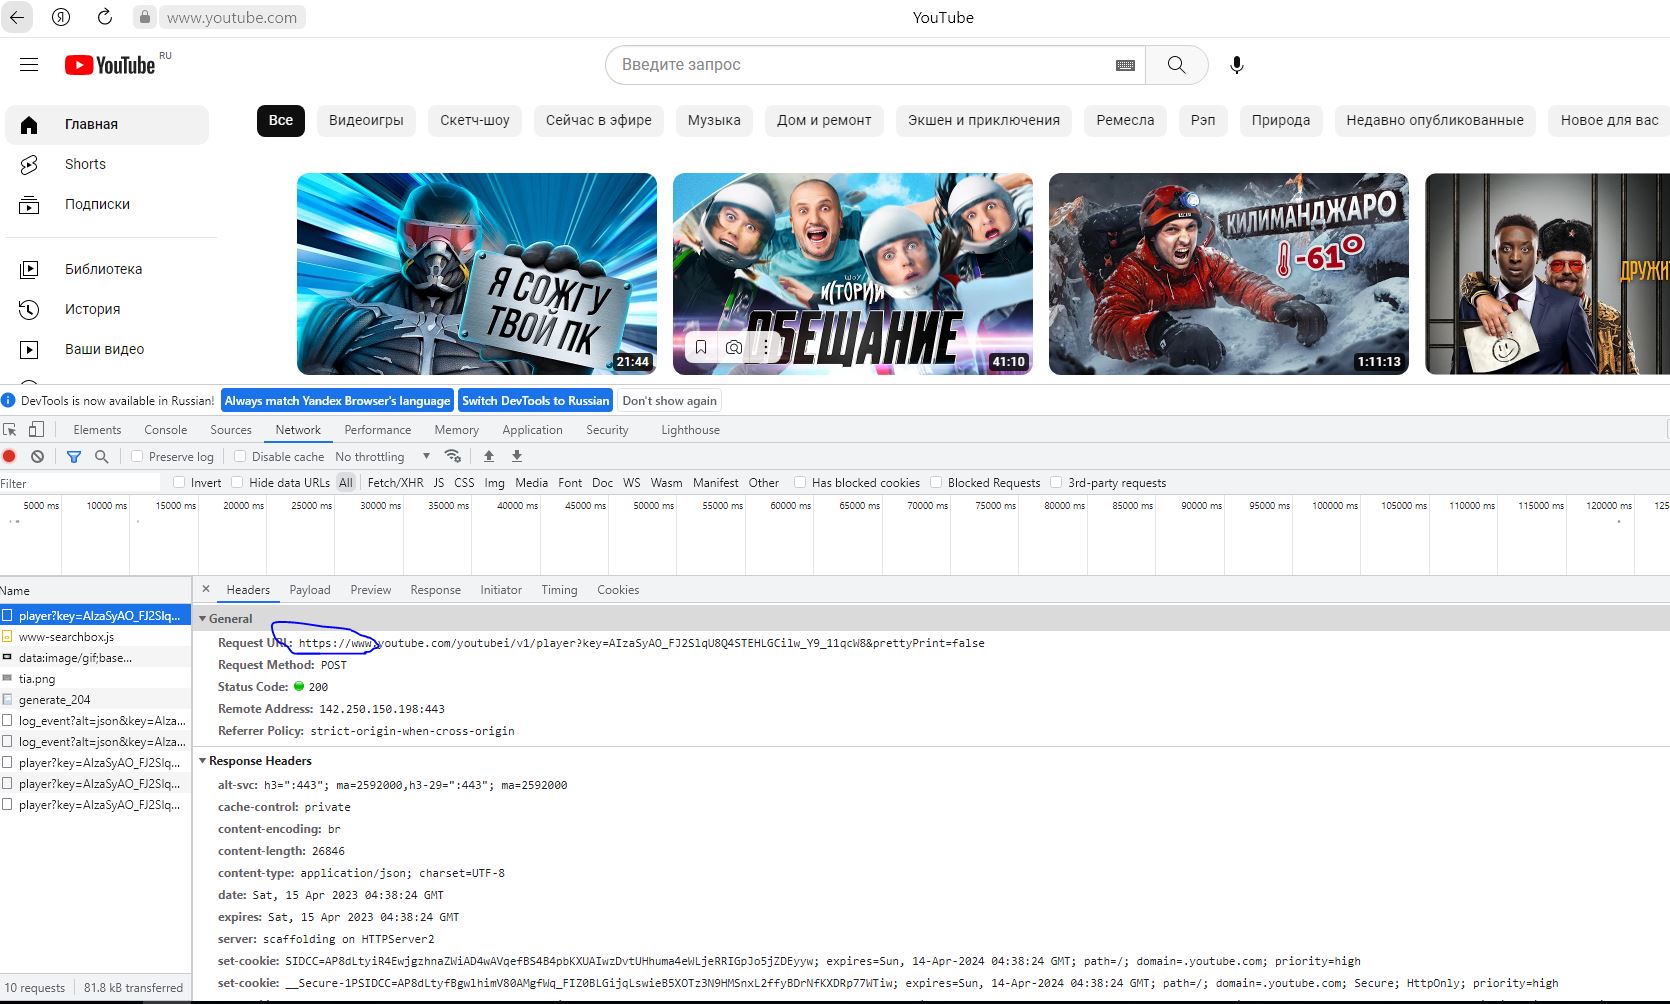 Я
www.youtube.com
YouTube
YouTube RU
Введите запрос
Главная
Shorts
Подписки
Библиотека
История
Ваши видео
Все
Видеоигры
Скетч-шоу
Сейчас в эфире
Музыка
Дом и ремонт
Экшен и приключения
Ремесла
Рэп
Природа
Недавно опубликованные
Новое для вас
Я СОЖГУ
ТВОЙ ПК
21:44
ШОУ
ИСТОРИИ
ОБЕЩАНИЕ
41:10
КИЛИМАНДЖАРО
-61°
1:11:13
DevTools is now available in Russian!
Always match Yandex Browser's language
Switch DevTools to Russian
Don't show again
Elements
Console
Sources
Network
Performance
Memory
Application
Security
Lighthouse
Preserve log
Disable cache
No throttling
Filter
Invert
Hide data URLs
All
Fetch/XHR
JS
CSS
Img
Media
Font
Doc
WS
Wasm
Manifest
Other
Has blocked cookies
Blocked Requests
3rd-party requests
5000 ms
10000 ms
15000 ms
20000 ms
25000 ms
30000 ms
35000 ms
40000 ms
45000 ms
50000 ms
55000 ms
60000 ms
65000 ms
70000 ms
75000 ms
80000 ms
85000 ms
90000 ms
95000 ms
100000 ms
105000 ms
110000 ms
115000 ms
120000 ms
Name
player?key=AIzaSyAO_FJ2Slq...
www-searchbox.js
data:image/gif;base...
tia.png
generate_204
log_event?alt=json&key=AIza...
log_event?alt=json&key=AIza...
player?key=AIzaSyAO_FJ2Slq...
player?key=AIzaSyAO_FJ2Slq...
player?key=AIzaSyAO_FJ2Slq...
10 requests
81.8 kB transferred
Headers
Payload
Preview
Response
Initiator
Timing
Cookies
General
Request URL: https://www.youtube.com/youtubei/v1/player?key=AIzaSyAO_FJ2SlqU8Q4STEHLGCilw_Y9_11qcW8&prettyPrint=false
Request Method: POST
Status Code: 200
Remote Address: 142.250.150.198:443
Referrer Policy: strict-origin-when-cross-origin
Response Headers
alt-svc: h3=":443"; ma=2592000,h3-29=":443"; ma=2592000
cache-control: private
content-encoding: br
content-length: 26846
content-type: application/json; charset=UTF-8
date: Sat, 15 Apr 2023 04:38:24 GMT
expires: Sat, 15 Apr 2023 04:38:24 GMT
server: scaffolding on HTTPServer2
set-cookie: SIDCC=AP8dLtyiR4EwjgzhnaZWiAD4wAVqefBS4B4pbKXUAIwzDvtUHhuma4eWLjeRRIGpJo5jZDEyyw; expires=Sun, 14-Apr-2024 04:38:24 GMT; path=/; domain=.youtube.com; priority=high
set-cookie: __Secure-1PSIDCC=AP8dLtyfBgwlhimV80AMgfWq_FIZ0BLGijqLswieB5XOTz3N9HMSnxL2ffyBDrNfKXDRp77WTiw; expires=Sun, 14-Apr-2024 04:38:24 GMT; path=/; domain=.youtube.com; Secure; HttpOnly; priority=high